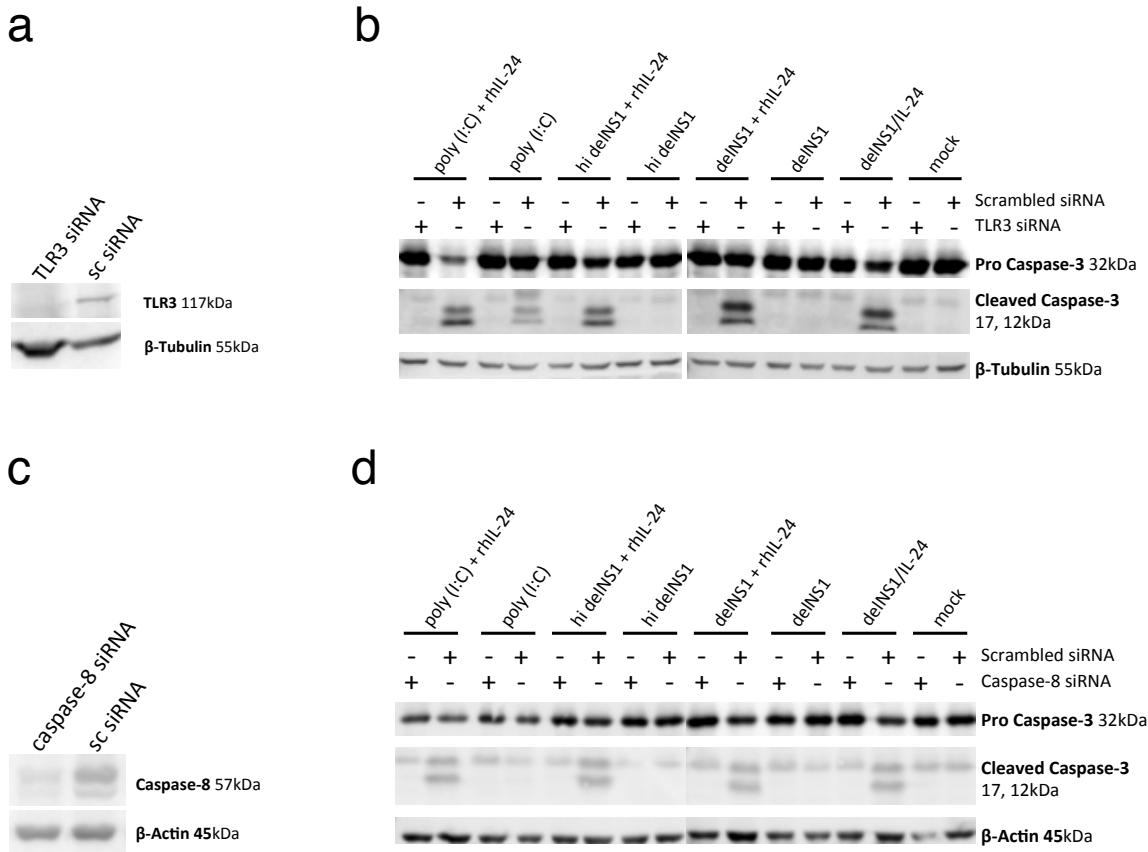 a
TLR3 siRNA
sc siRNA
TLR3 117kDa
β-Tubulin 55kDa
b
poly (I:C) + rhIL-24
poly (I:C)
hi delNS1 + rhIL-24
hi delNS1
delNS1 + rhIL-24
delNS1
delNS1/IL-24
mock
- + - + - + - + - + - + - + - + Scrambled siRNA
+ - + - + - + - + - + - + - + - TLR3 siRNA
Pro Caspase-3 32kDa
Cleaved Caspase-3
17, 12kDa
β-Tubulin 55kDa
c
caspase-8 siRNA
sc siRNA
Caspase-8 57kDa
β-Actin 45kDa
d
poly (I:C) + rhIL-24
poly (I:C)
hi delNS1 + rhIL-24
hi delNS1
delNS1 + rhIL-24
delNS1
delNS1/IL-24
mock
- + - + - + - + - + - + - + - + Scrambled siRNA
+ - + - + - + - + - + - + - + - Caspase-8 siRNA
Pro Caspase-3 32kDa
Cleaved Caspase-3
17, 12kDa
β-Actin 45kDa